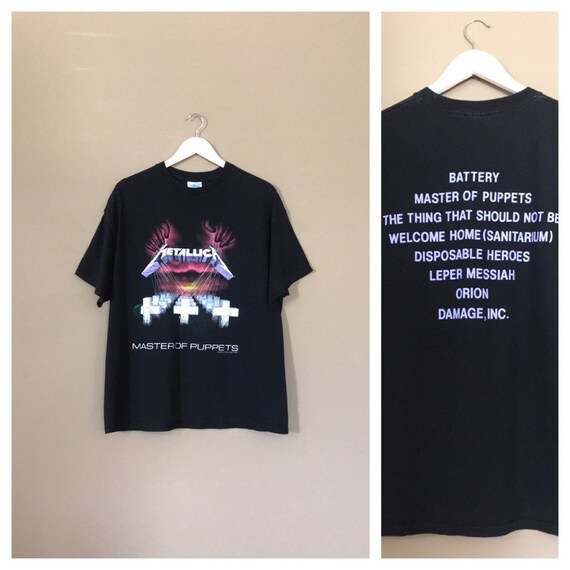 METALLICA
MASTER OF PUPPETS
BATTERY
MASTER OF PUPPETS
THE THING THAT SHOULD NOT BE
WELCOME HOME (SANITARIUM)
DISPOSABLE HEROES
LEPER MESSIAH
ORION
DAMAGE, INC.